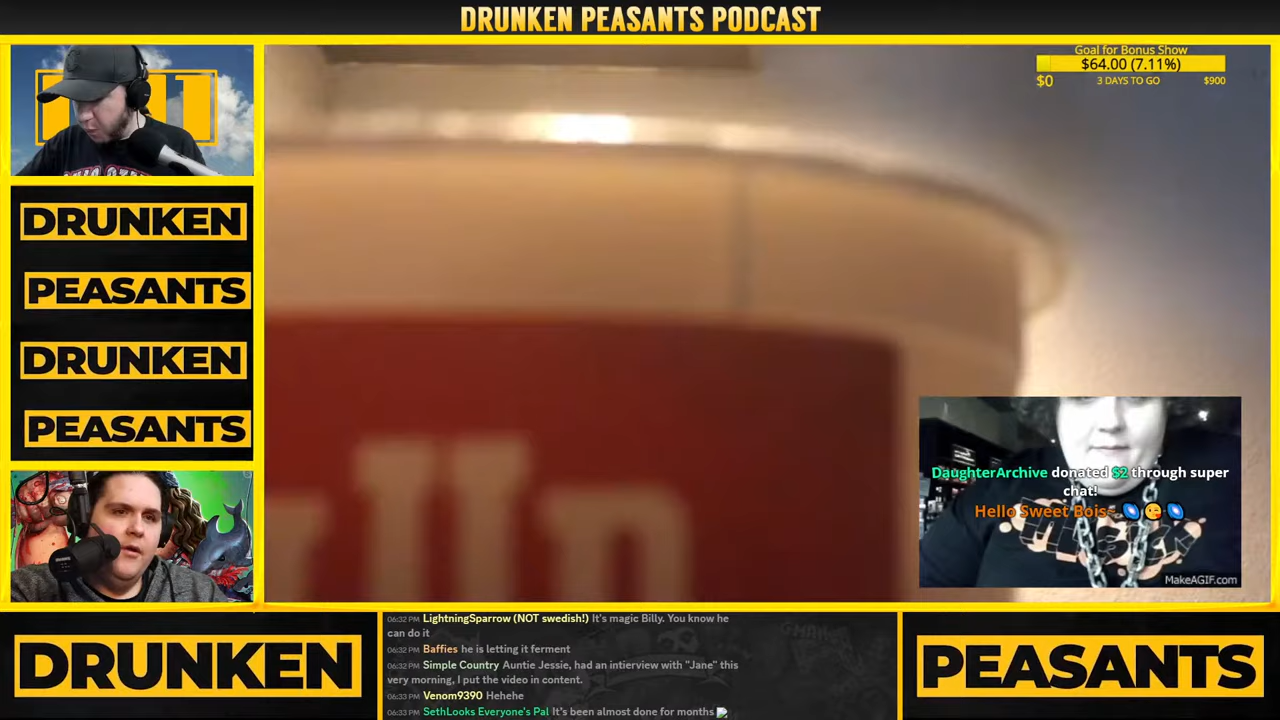 DRUNKEN PEASANTS PODCAST
Goal for Bonus Show
$64.00 (7.11%)
$0
3 DAYS TO GO
$900
DRUNKEN
PEASANTS
DRUNKEN
PEASANTS
DaughterArchive donated $2 through super
chat!
Hello Sweet Bois~ 🌌 😘 🌌
MakeAGIF.com
DRUNKEN
06:32 PM LightningSparrow (NOT swedish!) It's magic Billy. You know he
can do it
06:32 PM Baffies he is letting it ferment
06:32 PM Simple Country Auntie Jessie, had an intierview with "Jane" this
very morning, I put the video in content.
06:33 PM Venom9390 Hehehe
06:33 PM SethLooks Everyone's Pal It's been almost done for months
PEASANTS